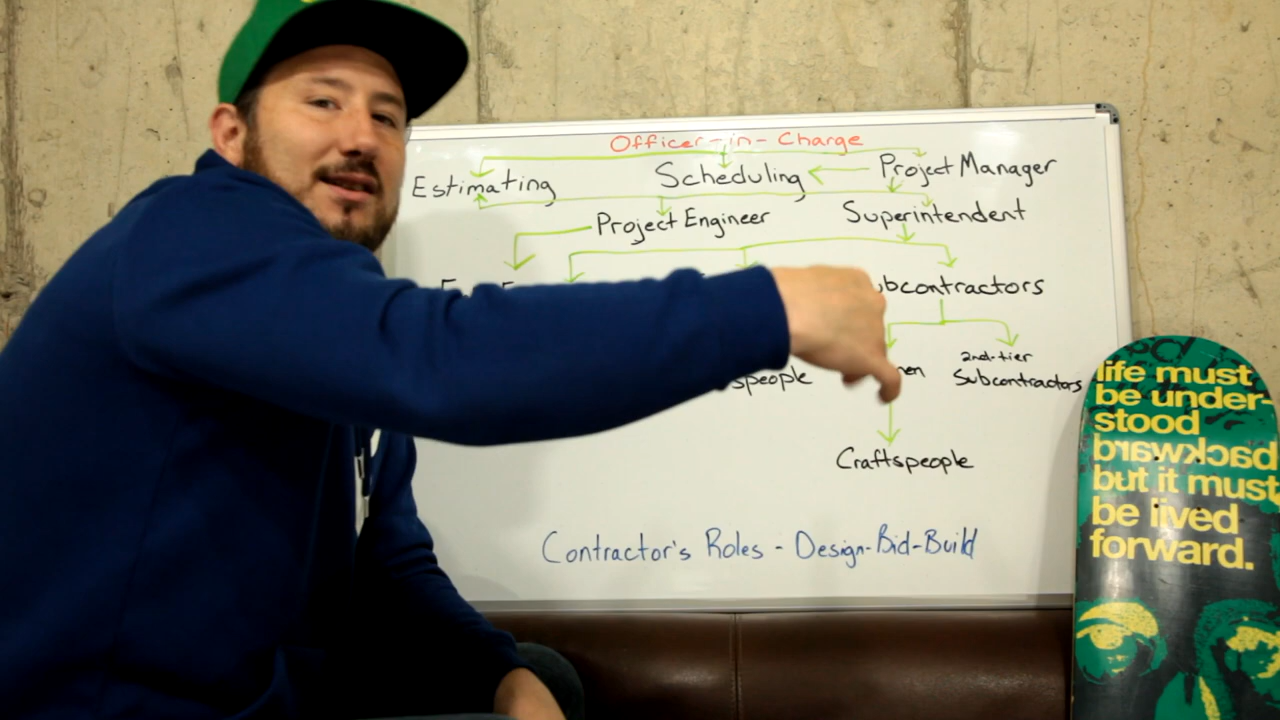 Officer-in-Charge
Estimating
Scheduling
Project Manager
Project Engineer
Superintendent
ubcontractors
speople
men
2nd-tier
Subcontractors
Craftspeople
Contractor's Roles - Design-Bid-Build
life must
be under-
stood
backward
but it must
be lived
forward.